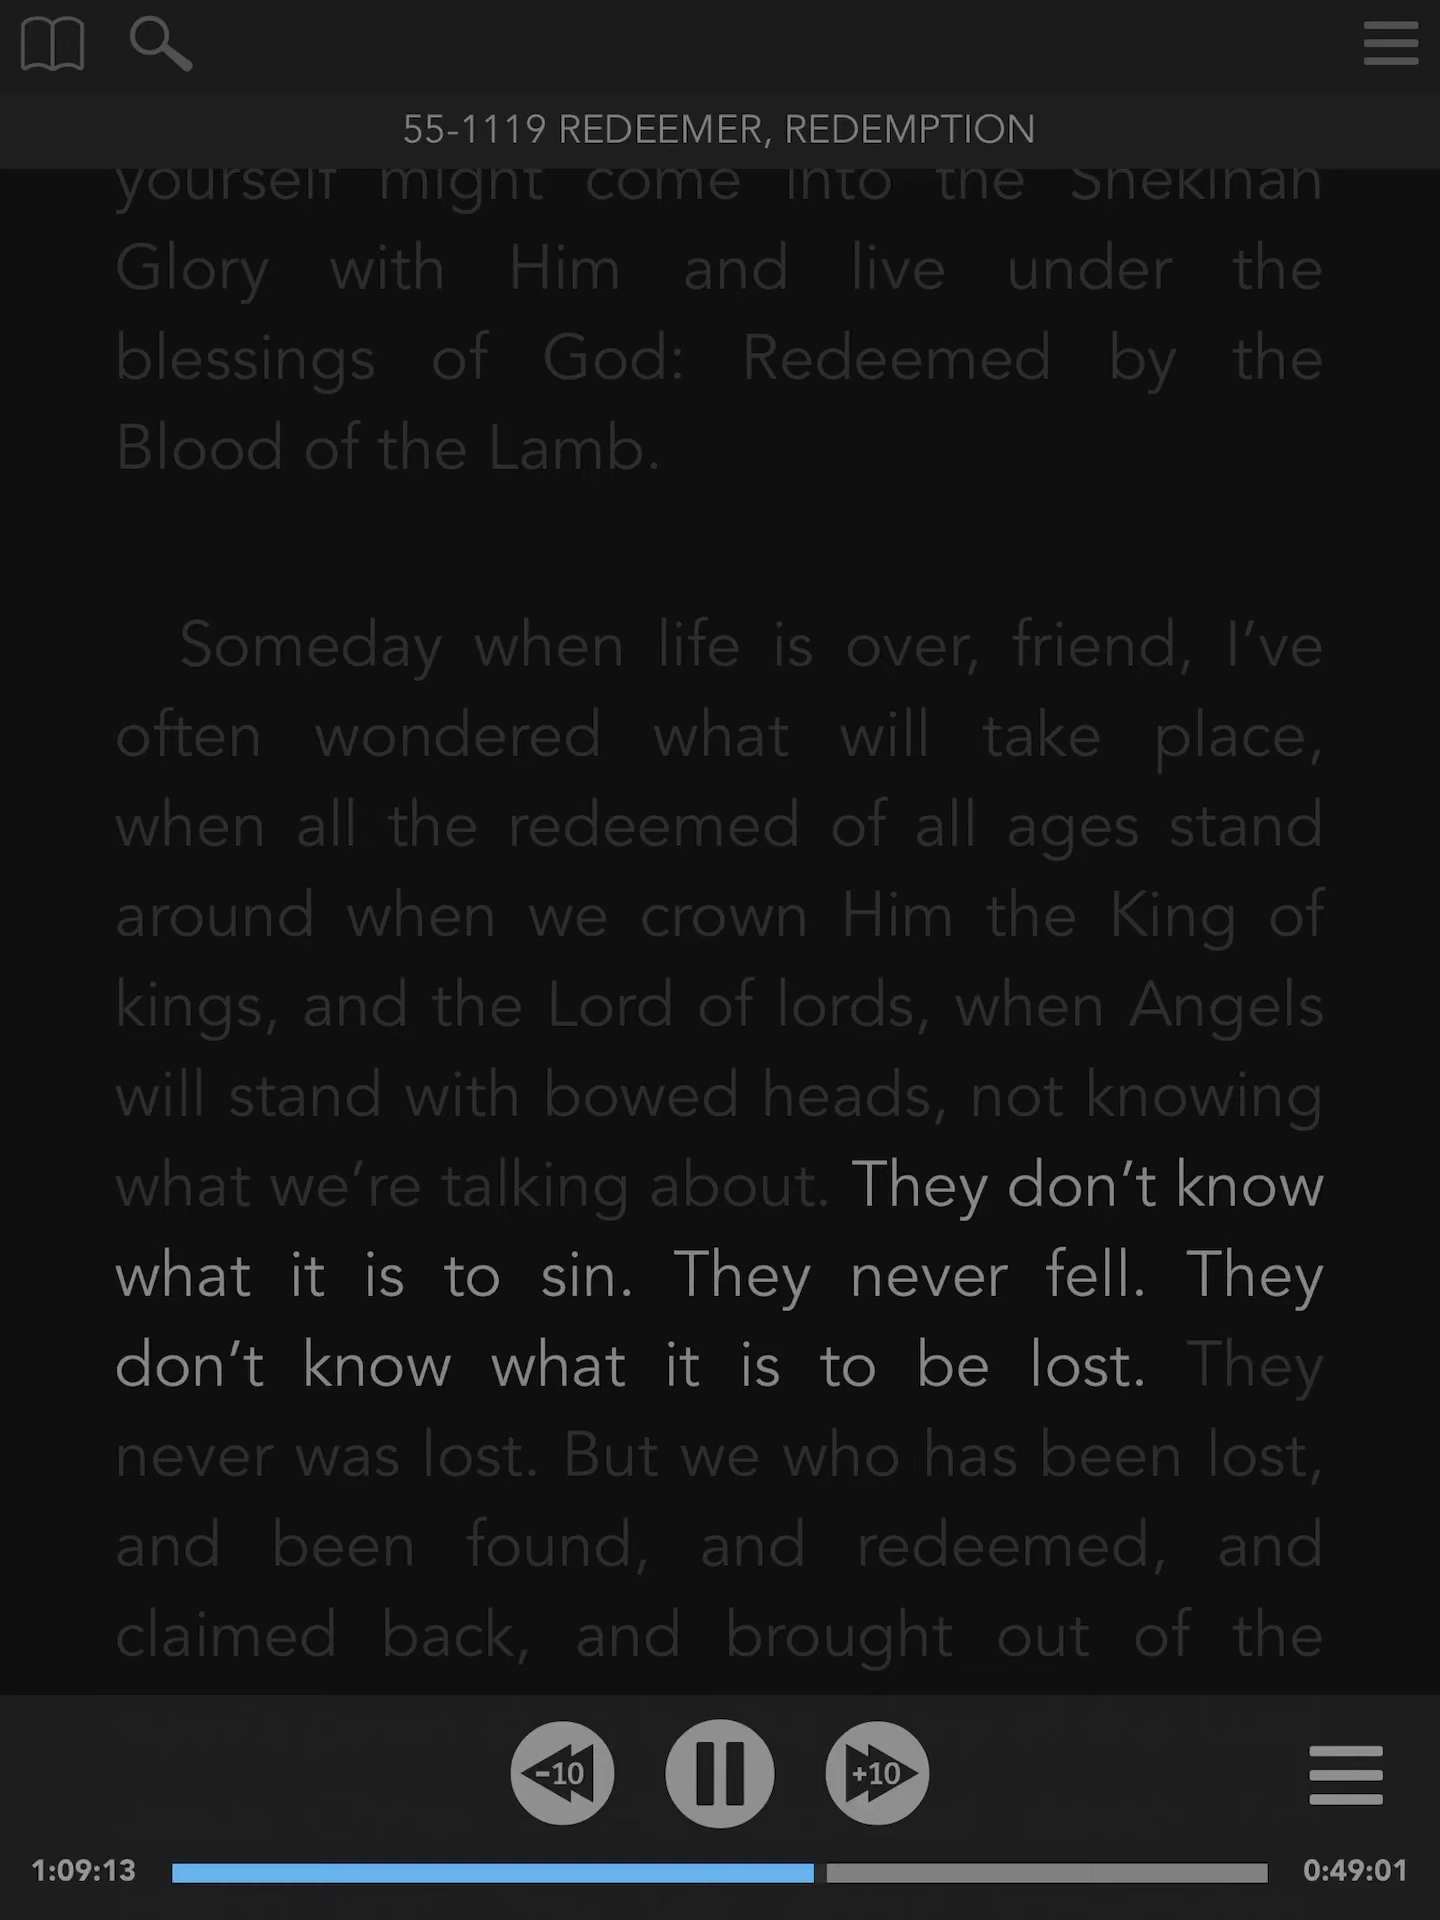 55-1119 REDEEMER, REDEMPTION
yourself might come into the Shekinah
Glory with Him and live under the
blessings of God: Redeemed by the
Blood of the Lamb.
Someday when life is over, friend, I’ve
often wondered what will take place,
when all the redeemed of all ages stand
around when we crown Him the King of
kings, and the Lord of lords, when Angels
will stand with bowed heads, not knowing
what we’re talking about. They don’t know
what it is to sin. They never fell. They
don’t know what it is to be lost. They
never was lost. But we who has been lost,
and been found, and redeemed, and
claimed back, and brought out of the
-10 +10
1:09:13 0:49:01